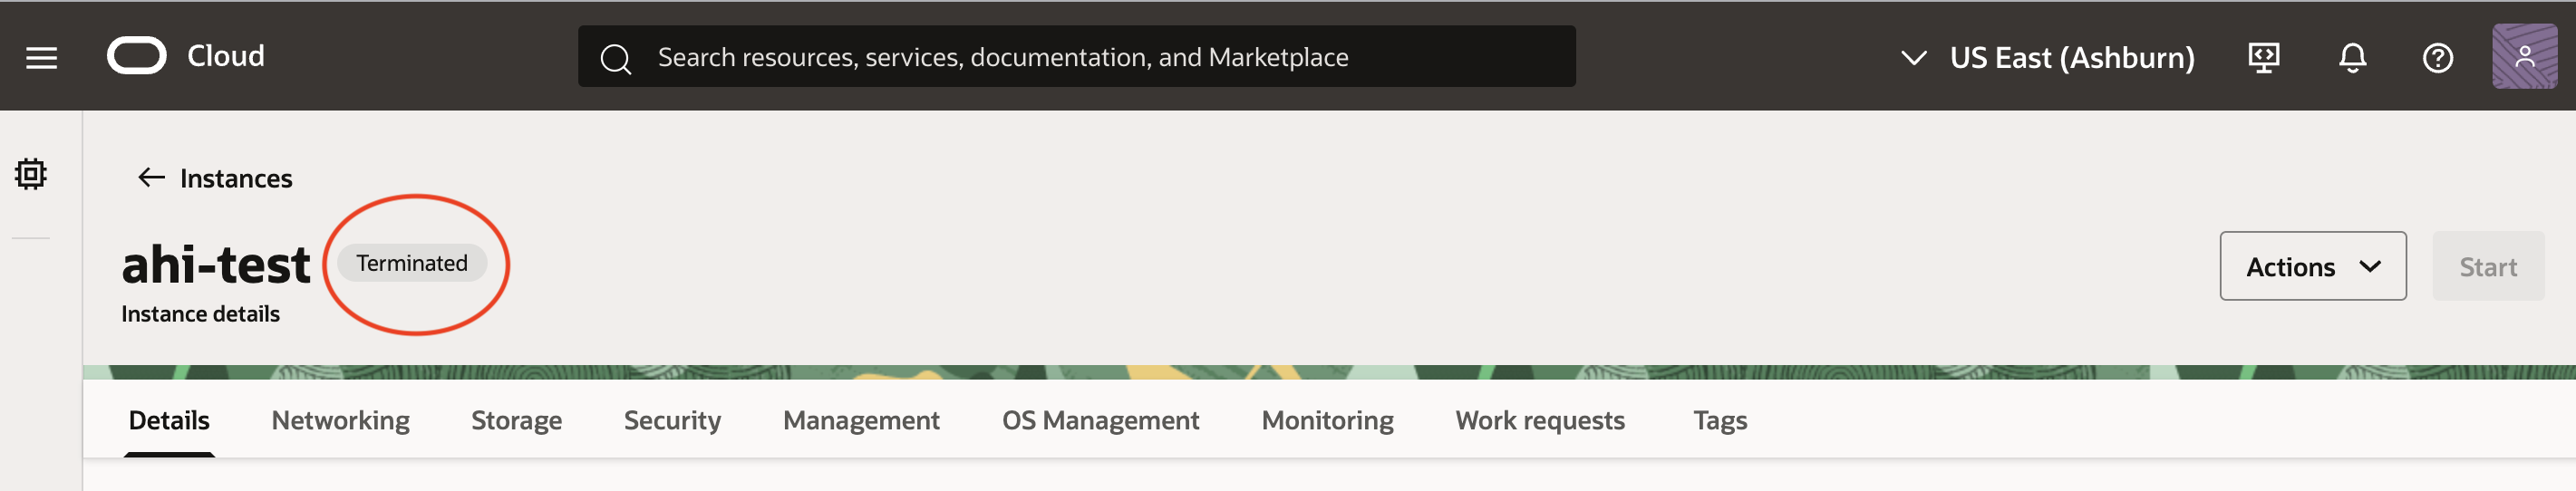 Cloud
Search resources, services, documentation, and Marketplace
US East (Ashburn)
Instances
ahi-test
Terminated
Instance details
Actions
Start
Details
Networking
Storage
Security
Management
OS Management
Monitoring
Work requests
Tags